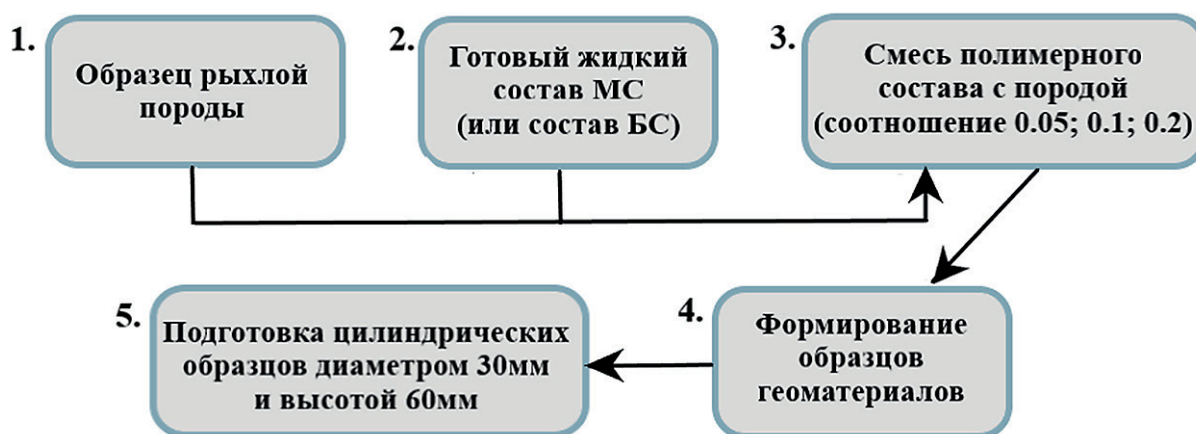 1.
Образец рыхлой
породы
2.
Готовый жидкий
состав МС
(или состав БС)
3.
Смесь полимерного
состава с породой
(соотношение 0.05; 0.1; 0.2)
4.
Формирование
образцов
геоматериалов
5.
Подготовка цилиндрических
образцов диаметром 30мм
и высотой 60мм